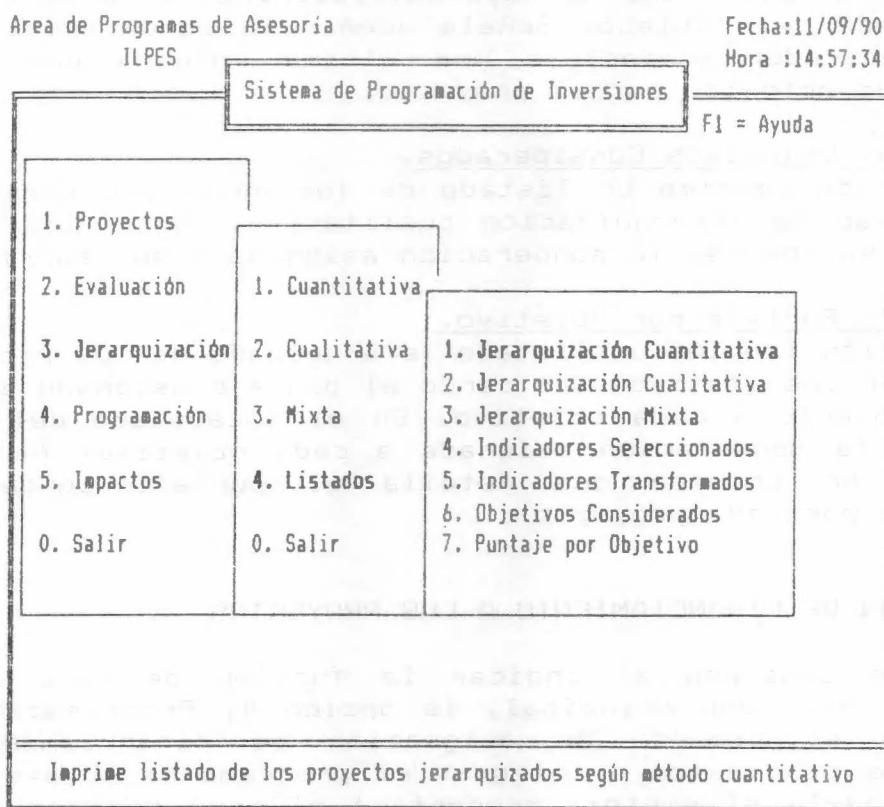 Area de Programas de Asesoría
Fecha:11/09/90
ILPES
Hora :14:57:34
Sistema de Programación de Inversiones
F1 = Ayuda
1. Proyectos
2. Evaluación
3. Jerarquización
4. Programación
5. Impactos
0. Salir
1. Cuantitativa
2. Cualitativa
3. Mixta
4. Listados
0. Salir
1. Jerarquización Cuantitativa
2. Jerarquización Cualitativa
3. Jerarquización Mixta
4. Indicadores Seleccionados
5. Indicadores Transformados
6. Objetivos Considerados
7. Puntaje por Objetivo
Imprime listado de los proyectos jerarquizados según método cuantitativo